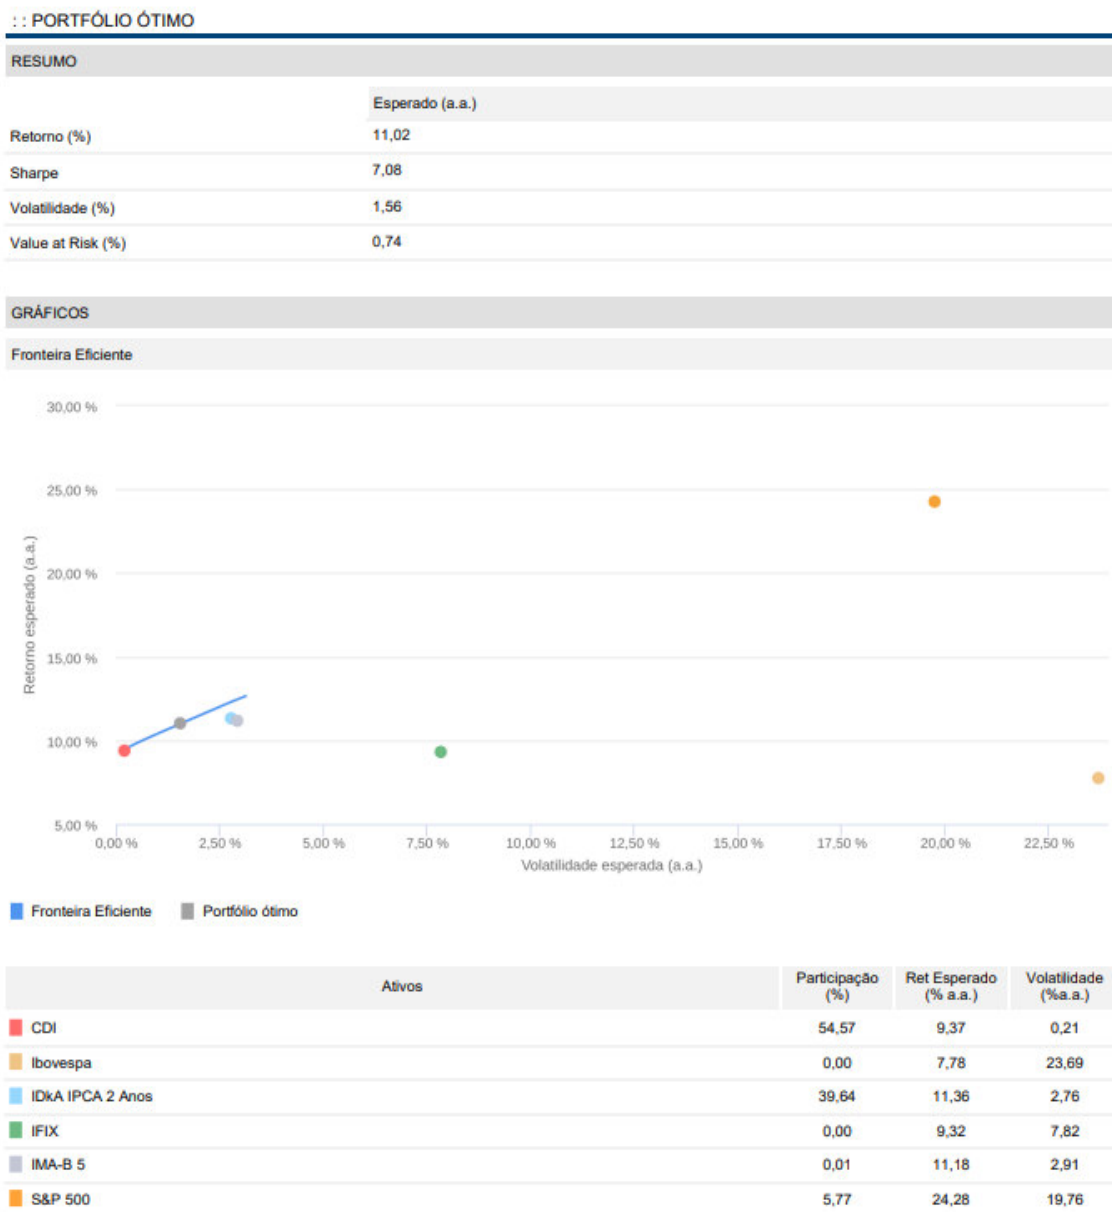 : : PORTFÓLIO ÓTIMO
RESUMO
Esperado (a.a.)
Retorno (%) 11,02
Sharpe 7,08
Volatilidade (%) 1,56
Value at Risk (%) 0,74
GRÁFICOS
Fronteira Eficiente
30,00 %
25,00 %
20,00 %
15,00 %
10,00 %
5,00 %
Retorno esperado (a.a.)
0,00 % 2,50 % 5,00 % 7,50 % 10,00 % 12,50 % 15,00 % 17,50 % 20,00 % 22,50 %
Volatilidade esperada (a.a.)
Fronteira Eficiente Portfólio ótimo
Ativos Participação (%) Ret Esperado (% a.a.) Volatilidade (%a.a.)
CDI 54,57 9,37 0,21
Ibovespa 0,00 7,78 23,69
IDkA IPCA 2 Anos 39,64 11,36 2,76
IFIX 0,00 9,32 7,82
IMA-B 5 0,01 11,18 2,91
S&P 500 5,77 24,28 19,76